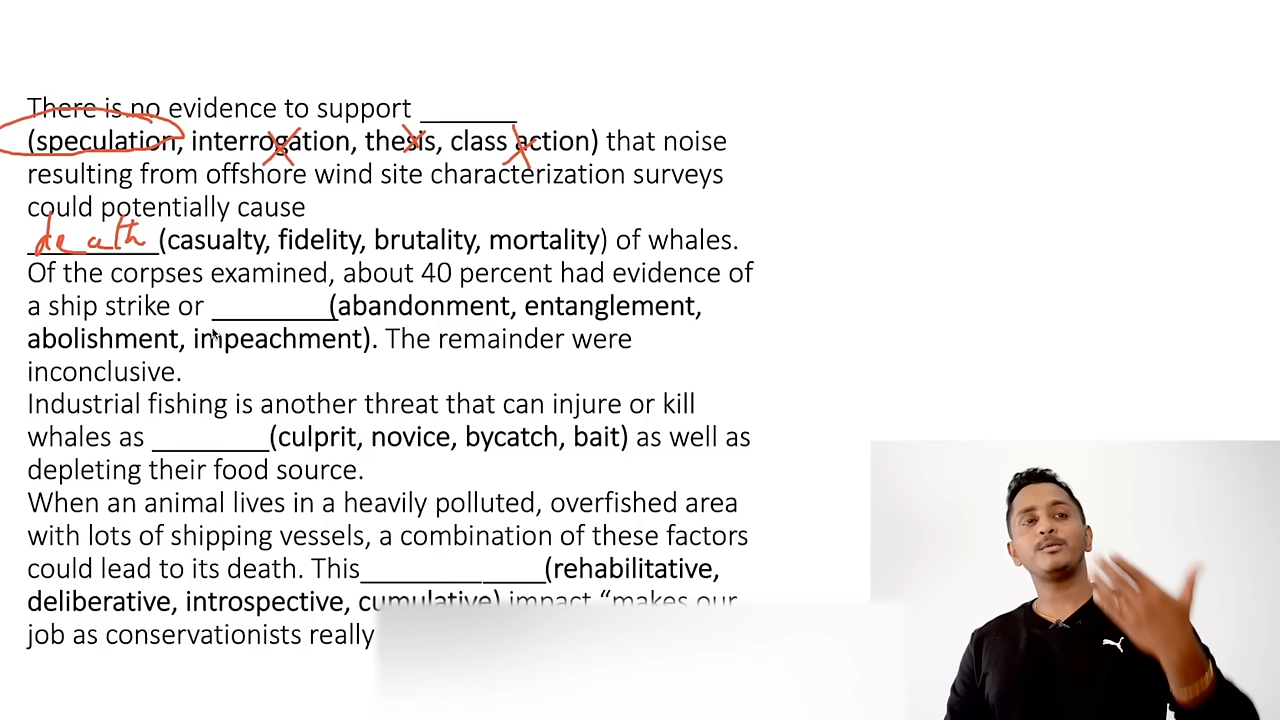 There is no evidence to support _______
(speculation, interrogation, thesis, class action) that noise
resulting from offshore wind site characterization surveys
could potentially cause
death (casualty, fidelity, brutality, mortality) of whales.
Of the corpses examined, about 40 percent had evidence of
a ship strike or _________(abandonment, entanglement,
abolishment, impeachment). The remainder were
inconclusive.
Industrial fishing is another threat that can injure or kill
whales as ________(culprit, novice, bycatch, bait) as well as
depleting their food source.
When an animal lives in a heavily polluted, overfished area
with lots of shipping vessels, a combination of these factors
could lead to its death. This_____________(rehabilitative,
deliberative, introspective, cumulative) impact “makes our
job as conservationists really